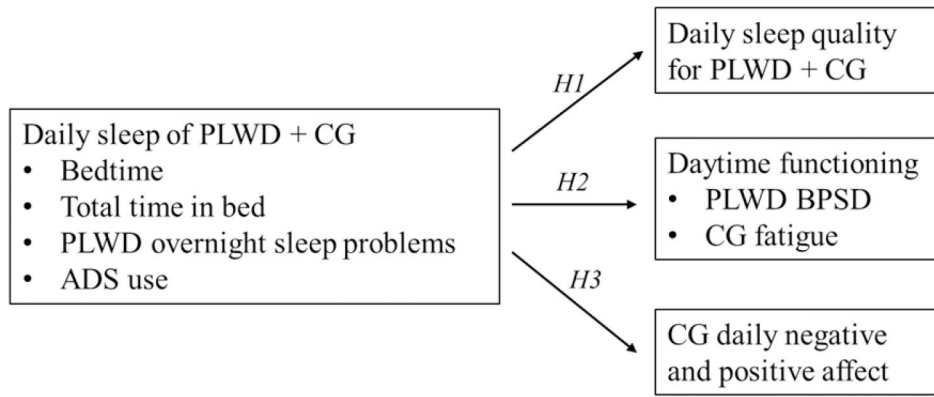 Daily sleep of PLWD + CG
• Bedtime
• Total time in bed
• PLWD overnight sleep problems
• ADS use
H1
H2
H3
Daily sleep quality
for PLWD + CG
Daytime functioning
• PLWD BPSD
• CG fatigue
CG daily negative
and positive affect